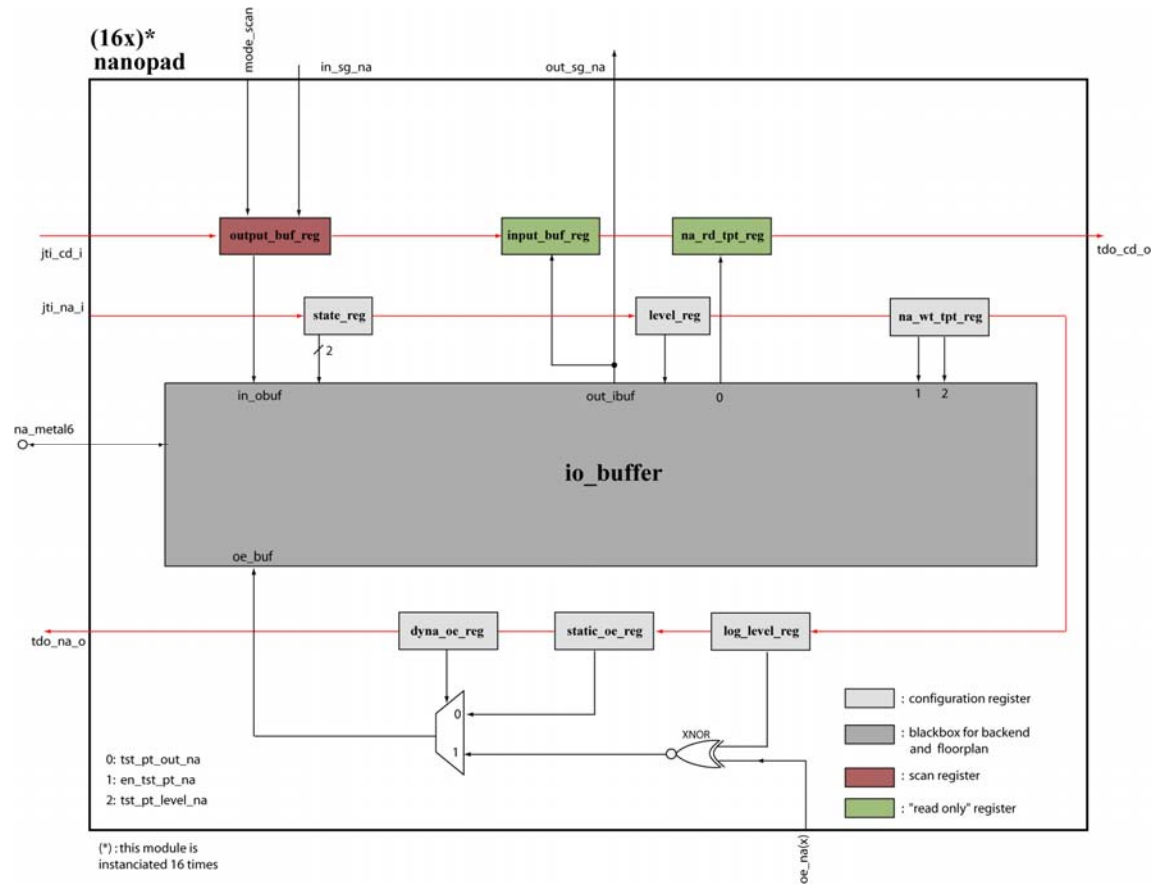 (16x)*
nanopad
mode_scan
in_sg_na
out_sg_na
output_buf_reg
input_buf_reg
na_rd_tpt_reg
jti_cd_i
tdo_cd_o
jti_na_i
state_reg
level_reg
na_wt_tpt_reg
2
in_obuf
out_ibuf
0
1
2
na_metal6
io_buffer
oe_buf
dyna_oe_reg
static_oe_reg
log_level_reg
tdo_na_o
0
1
XNOR
: configuration register
: blackbox for backend
and floorplan
: scan register
: "read only" register
0: tst_pt_out_na
1: en_tst_pt_na
2: tst_pt_level_na
oe_na(x)
(*) : this module is
instanciated 16 times